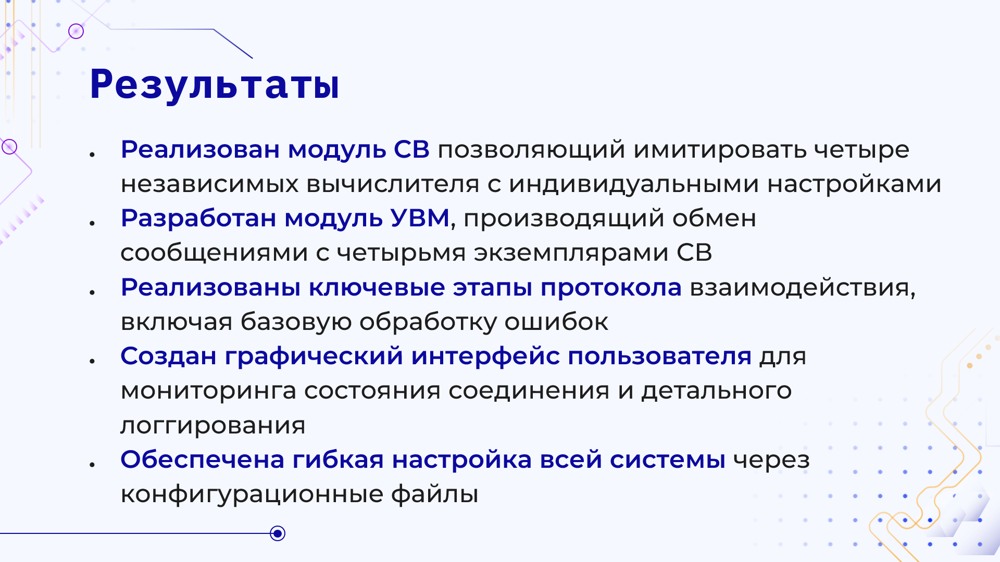 Результаты
• Реализован модуль СВ позволяющий имитировать четыре
независимых вычислителя с индивидуальными настройками
• Разработан модуль УВМ, производящий обмен
сообщениями с четырьмя экземплярами СВ
• Реализованы ключевые этапы протокола взаимодействия,
включая базовую обработку ошибок
• Создан графический интерфейс пользователя для
мониторинга состояния соединения и детального
логгирования
• Обеспечена гибкая настройка всей системы через
конфигурационные файлы